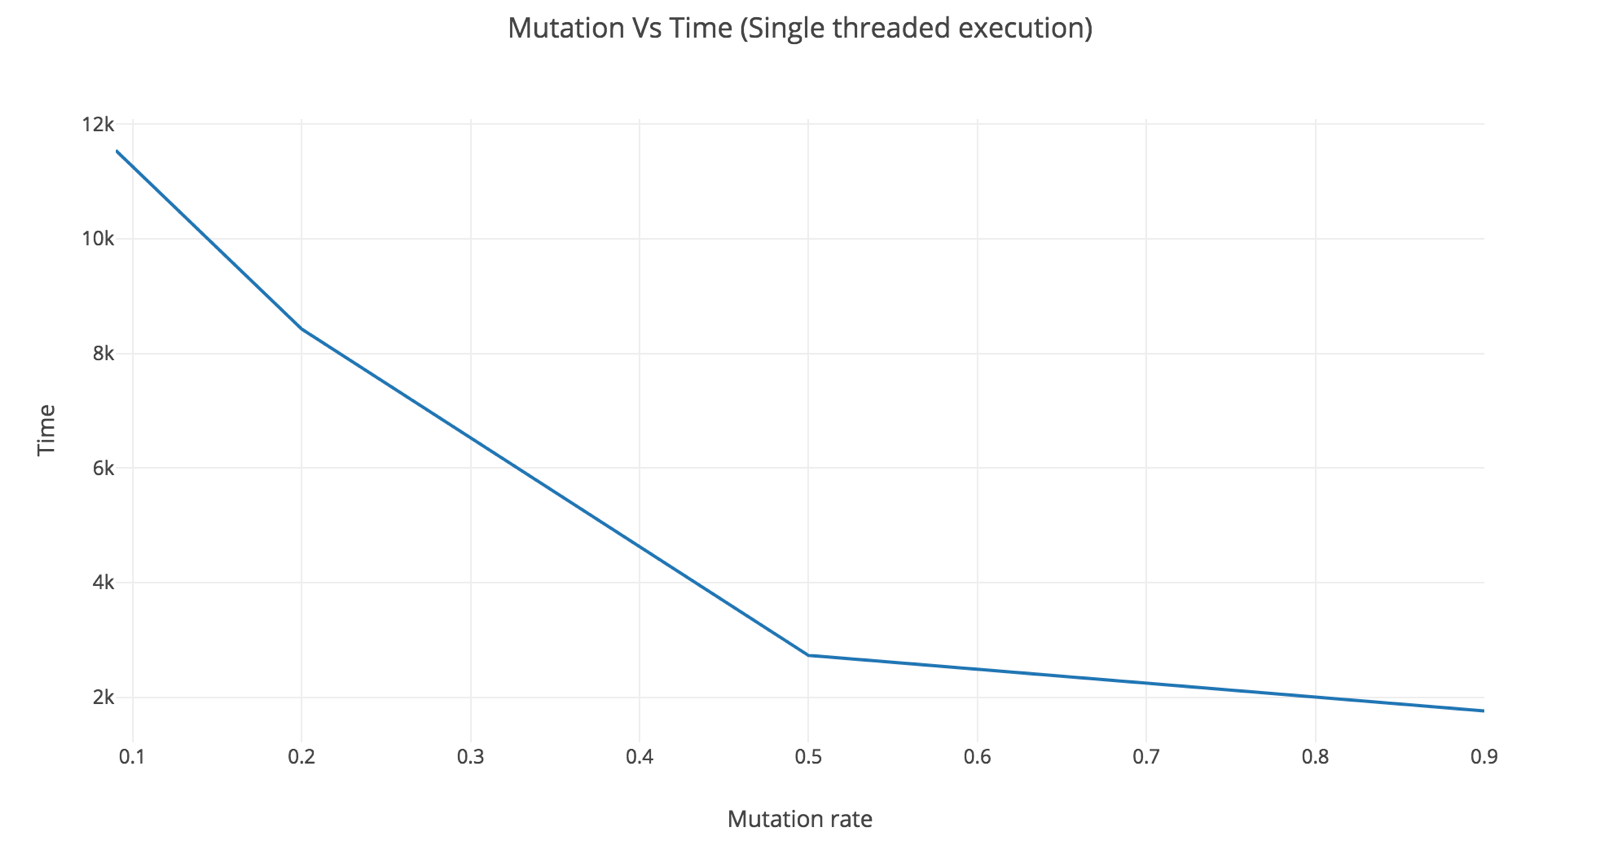 Mutation Vs Time (Single threaded execution)
12k
10k
8k
6k
4k
2k
Time
0.1 0.2 0.3 0.4 0.5 0.6 0.7 0.8 0.9
Mutation rate